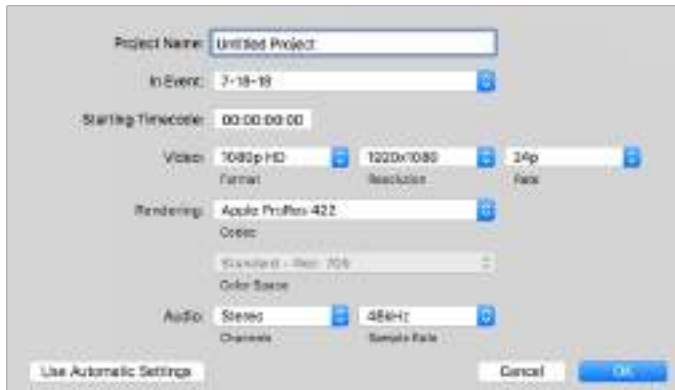 Project Name: Untitled Project
In Event: 7-18-18
Starting Timecode: 00:00:00:00
Video: 1080p HD 1920x1080 24p
Format Resolution Rate
Rendering: Apple ProRes 422
Codec
Standard - Rec. 709
Color Space
Audio: Stereo 48kHz
Channels Sample Rate
Use Automatic Settings Cancel OK